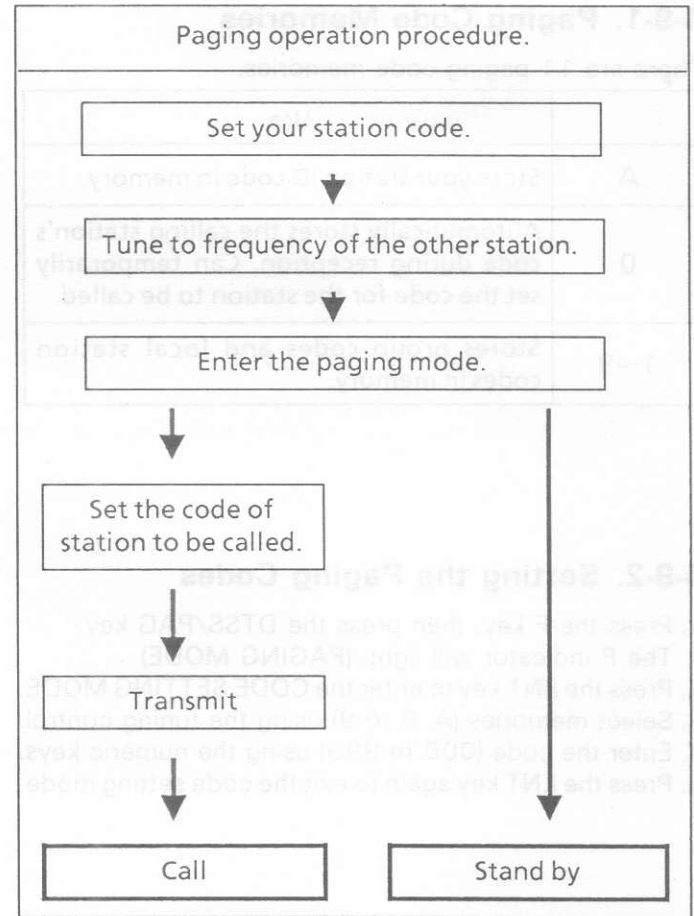 Paging operation procedure.
Set your station code.
Tune to frequency of the other station.
Enter the paging mode.
Set the code of
station to be called.
Transmit
Call
Stand by